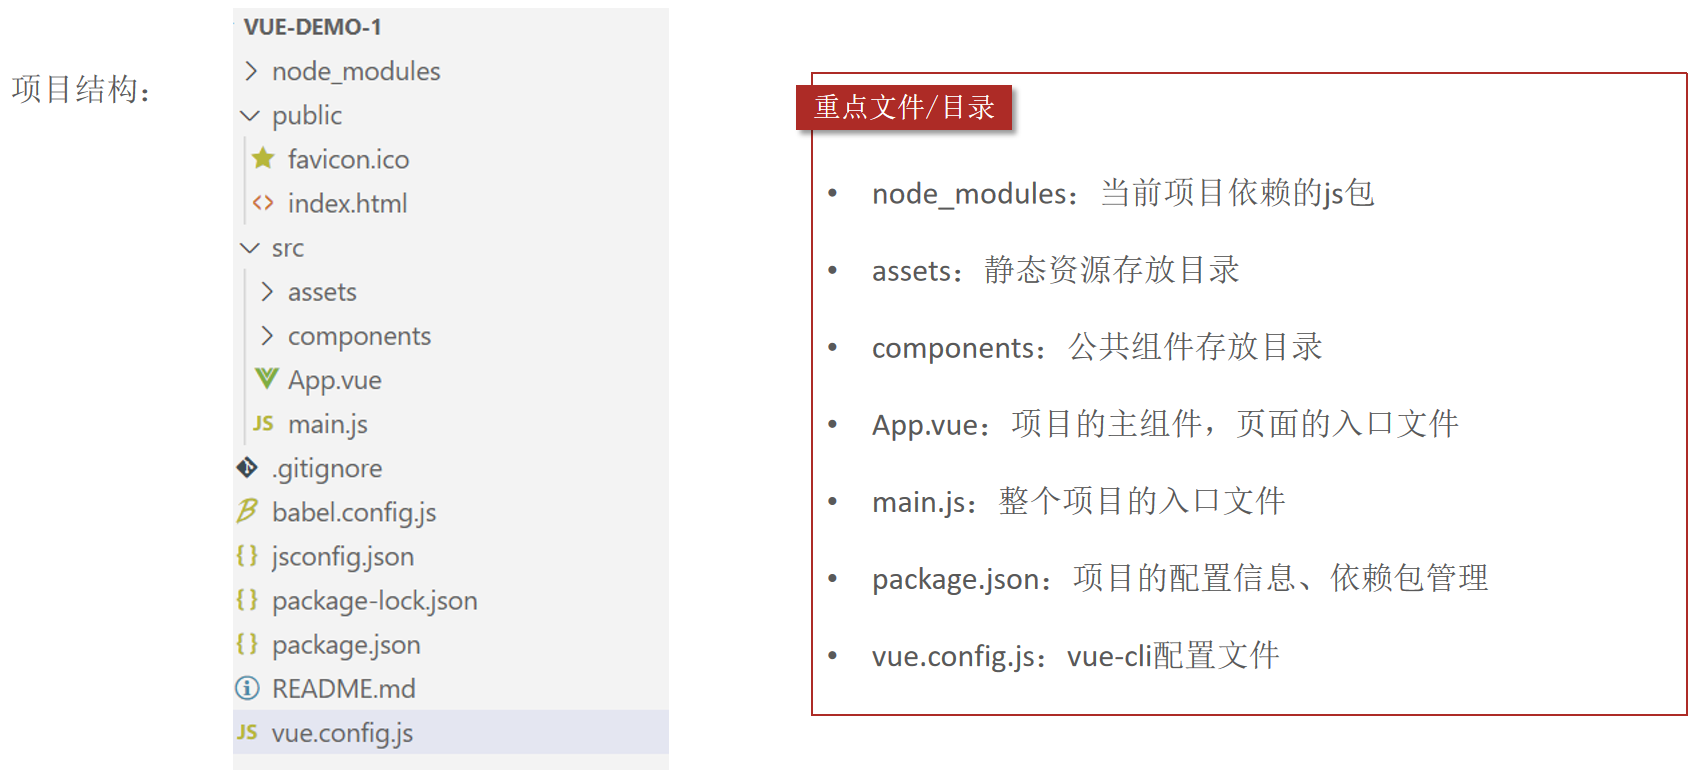 项目结构：
VUE-DEMO-1
node_modules
public
favicon.ico
index.html
src
assets
components
App.vue
JS main.js
.gitignore
babel.config.js
{} jsconfig.json
{} package-lock.json
{} package.json
README.md
JS vue.config.js
重点文件/目录
• node_modules：当前项目依赖的js包
• assets：静态资源存放目录
• components：公共组件存放目录
• App.vue：项目的主组件，页面的入口文件
• main.js：整个项目的入口文件
• package.json：项目的配置信息、依赖包管理
• vue.config.js：vue-cli配置文件